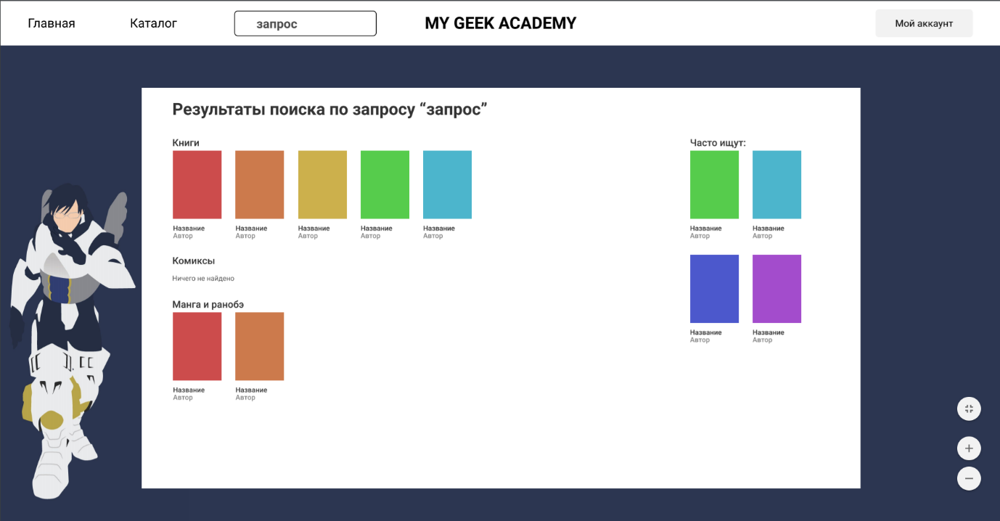 Главная
Каталог
запрос
MY GEEK ACADEMY
Мой аккаунт
Результаты поиска по запросу “запрос”
Книги
Название
Автор
Название
Автор
Название
Автор
Название
Автор
Название
Автор
Комиксы
Ничего не найдено
Манга и ранобэ
Название
Автор
Название
Автор
Часто ищут:
Название
Автор
Название
Автор
Название
Автор
Название
Автор